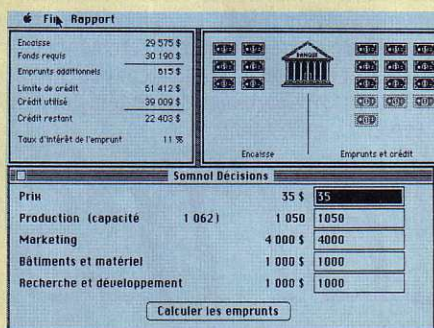 Fin Rapport
Encaisse 29 575 $
Fonds requis 30 190 $
Emprunts additionnels 615 $
Limite de crédit 61 412 $
Crédit utilisé 39 009 $
Crédit restant 22 403 $
Taux d'intérêt de l'emprunt 11 %
BANQUE
Encaisse Emprunts et crédit
Somnol Décisions
Prix 35 $ 35
Production (capacité 1 062) 1 050 1050
Marketing 4 000 $ 4000
Bâtiments et matériel 1 000 $ 1000
Recherche et développement 1 000 $ 1000
Calculer les emprunts